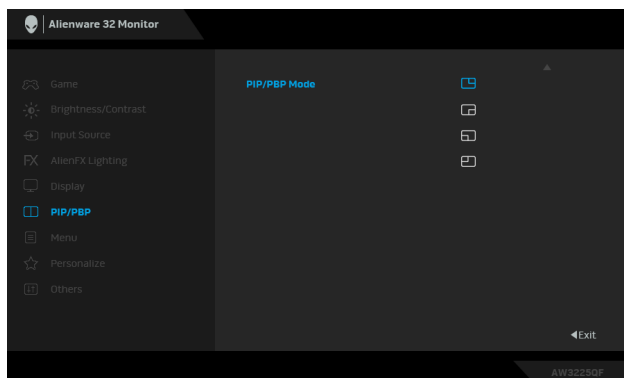 Alienware 32 Monitor
Game
PIP/PBP Mode
Brightness/Contrast
Input Source
FX AlienFX Lighting
Display
PIP/PBP
Menu
Personalize
Others
Exit
AW3225QF